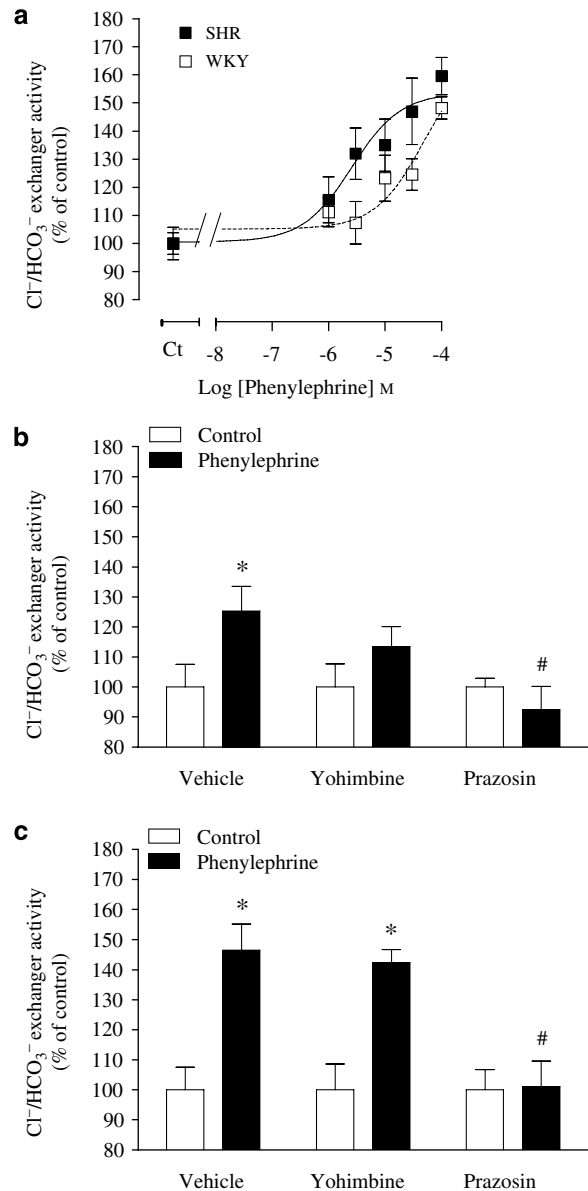 a
SHR
WKY
Cl⁻/HCO₃⁻ exchanger activity
(% of control)
180
170
160
150
140
130
120
110
100
90
80
Ct
-8
-7
-6
-5
-4
Log [Phenylephrine] M
b
Control
Phenylephrine
Cl⁻/HCO₃⁻ exchanger activity
(% of control)
180
170
160
150
140
130
120
110
100
90
80
*
#
Vehicle
Yohimbine
Prazosin
c
Control
Phenylephrine
Cl⁻/HCO₃⁻ exchanger activity
(% of control)
180
170
160
150
140
130
120
110
100
90
80
*
*
#
Vehicle
Yohimbine
Prazosin